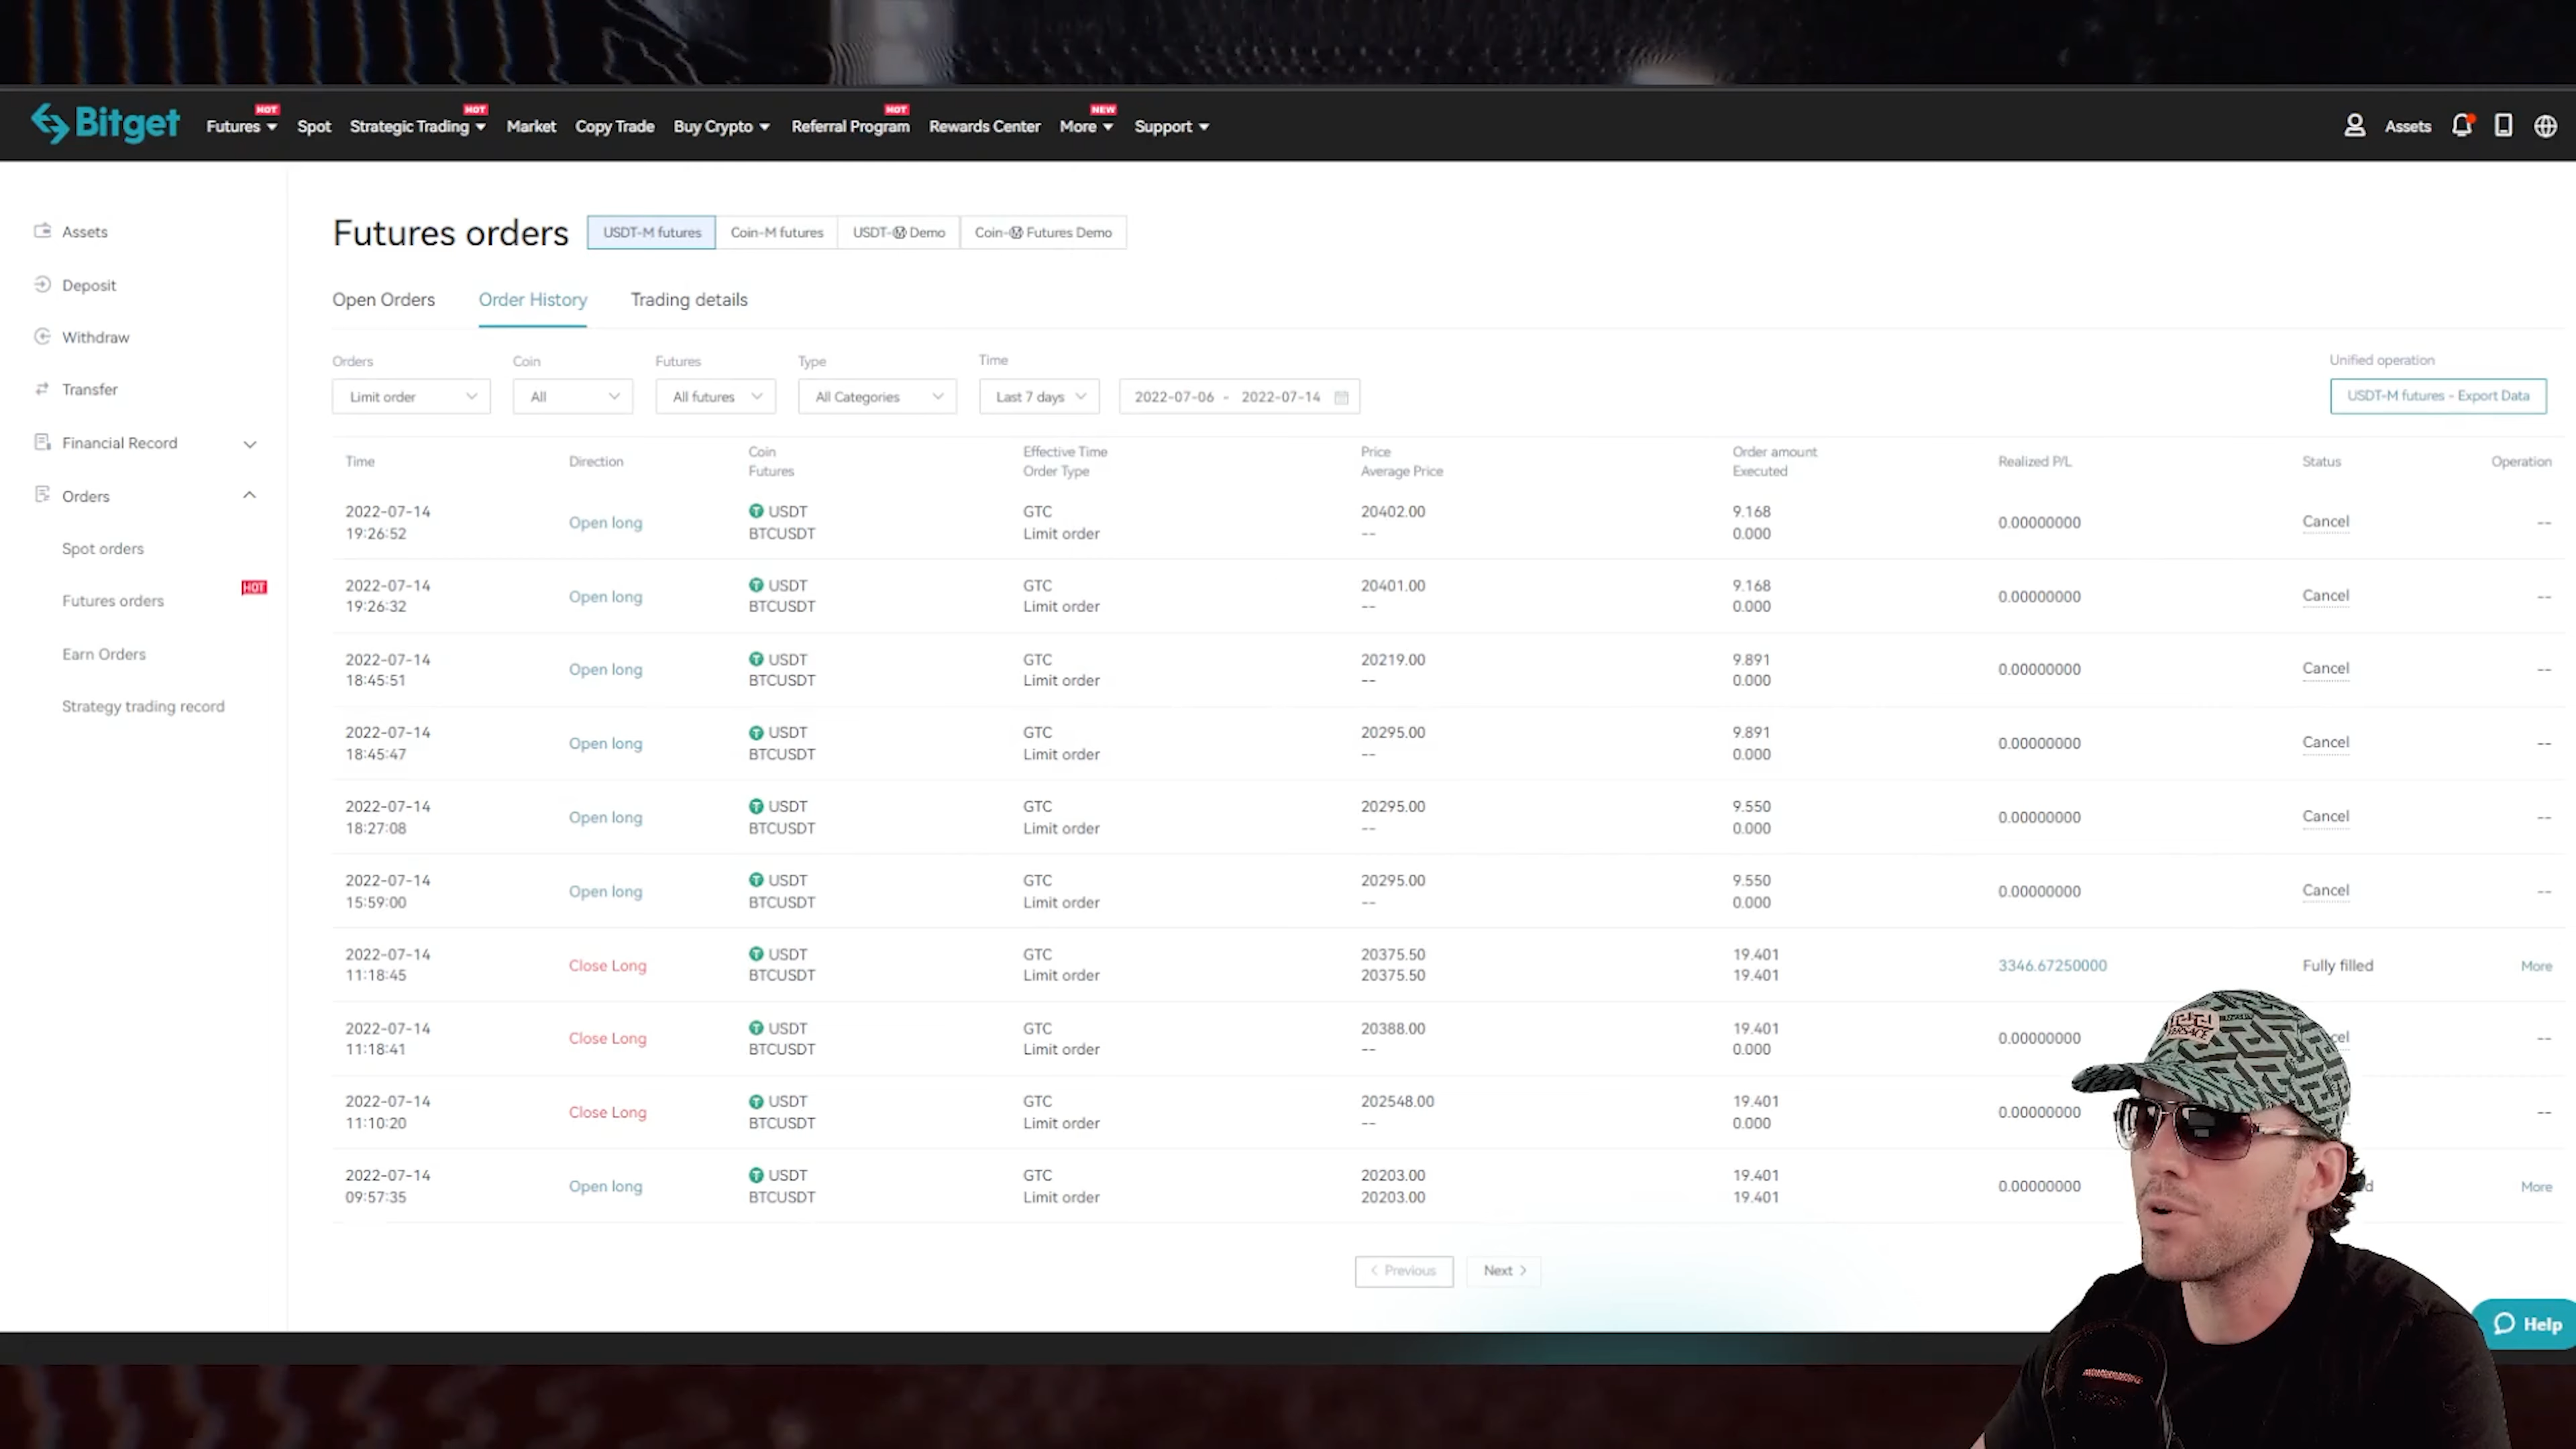 Bitget
Futures HOT
Spot
Strategic Trading HOT
Market
Copy Trade
Buy Crypto
Referral Program HOT
Rewards Center
More NEW
Support
Assets
Assets
Deposit
Withdraw
Transfer
Financial Record
Orders
Spot orders
Futures orders HOT
Earn Orders
Strategy trading record
Futures orders
USDT-M futures
Coin-M futures
USDT-Ⓜ Demo
Coin-Ⓜ Futures Demo
Open Orders
Order History
Trading details
Orders Coin Futures Type Time
Limit order All All futures All Categories Last 7 days 2022-07-06 - 2022-07-14
Unified operation
USDT-M futures - Export Data
Time Direction Coin Effective Time Price Order amount Realized P/L Status Operation
Futures Order Type Average Price Executed
2022-07-14 Open long USDT GTC 20402.00 9.168 0.00000000 Cancel --
19:26:52 BTCUSDT Limit order -- 0.000
2022-07-14 Open long USDT GTC 20401.00 9.168 0.00000000 Cancel --
19:26:32 BTCUSDT Limit order -- 0.000
2022-07-14 Open long USDT GTC 20219.00 9.891 0.00000000 Cancel --
18:45:51 BTCUSDT Limit order -- 0.000
2022-07-14 Open long USDT GTC 20295.00 9.891 0.00000000 Cancel --
18:45:47 BTCUSDT Limit order -- 0.000
2022-07-14 Open long USDT GTC 20295.00 9.550 0.00000000 Cancel --
18:27:08 BTCUSDT Limit order -- 0.000
2022-07-14 Open long USDT GTC 20295.00 9.550 0.00000000 Cancel --
15:59:00 BTCUSDT Limit order -- 0.000
2022-07-14 Close Long USDT GTC 20375.50 19.401 3346.67250000 Fully filled More
11:18:45 BTCUSDT Limit order 20375.50 19.401
2022-07-14 Close Long USDT GTC 20388.00 19.401 0.00000000 --
11:18:41 BTCUSDT Limit order -- 0.000
2022-07-14 Close Long USDT GTC 202548.00 19.401 0.00000000 --
11:10:20 BTCUSDT Limit order -- 0.000
2022-07-14 Open long USDT GTC 20203.00 19.401 0.00000000 More
09:57:35 BTCUSDT Limit order 20203.00 19.401
Previous
Next
VERSACE
Help